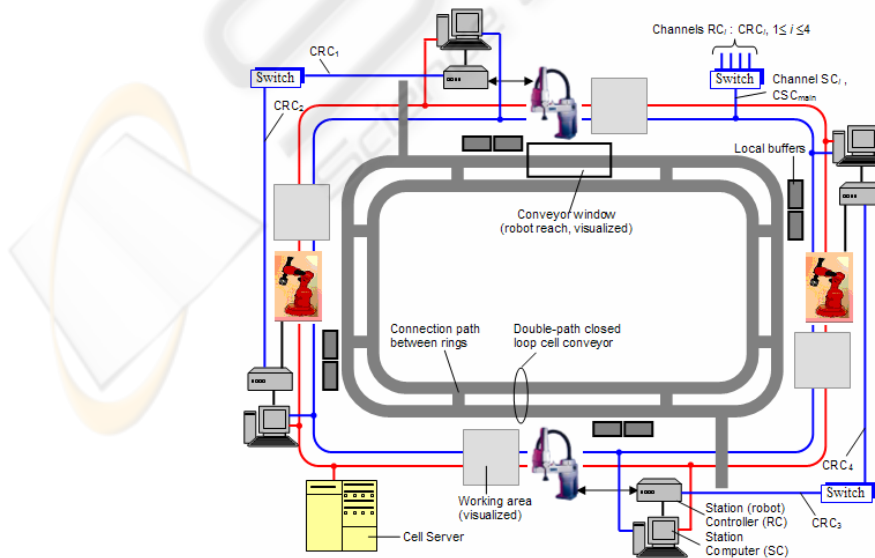 Channels RCᵢ : CRCᵢ, 1≤ i ≤4
CRC₁
Switch
Switch
Channel SCᵢ ,
CSCmain
CRC₂
Local buffers
Conveyor window
(robot reach, visualized)
Connection path
between rings
Double-path closed
loop cell conveyor
CRC₄
Working area
(visualized)
Switch
Station (robot)
Controller (RC)
CRC₃
Station
Computer (SC)
Cell Server